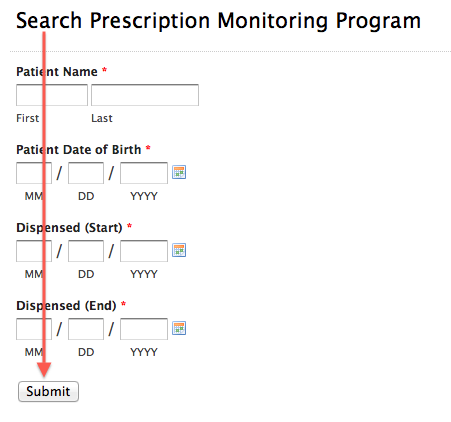 Search Prescription Monitoring Program
Patient Name *
First Last
Patient Date of Birth *
/ /
MM DD YYYY
Dispensed (Start) *
/ /
MM DD YYYY
Dispensed (End) *
/ /
MM DD YYYY
Submit